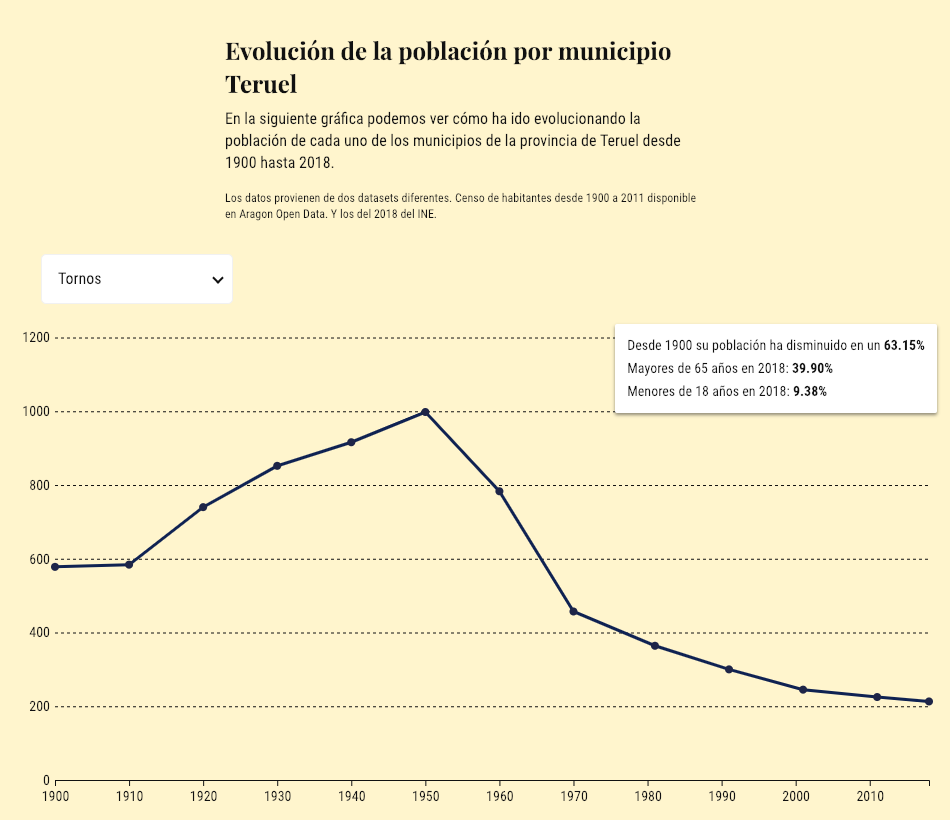 Evolución de la población por municipio
Teruel
En la siguiente gráfica podemos ver cómo ha ido evolucionando la
población de cada uno de los municipios de la provincia de Teruel desde
1900 hasta 2018.
Los datos provienen de dos datasets diferentes. Censo de habitantes desde 1900 a 2011 disponible
en Aragon Open Data. Y los del 2018 del INE.
Tornos
Desde 1900 su población ha disminuido en un 63.15%
Mayores de 65 años en 2018: 39.90%
Menores de 18 años en 2018: 9.38%
1200
1000
800
600
400
200
0
1900 1910 1920 1930 1940 1950 1960 1970 1980 1990 2000 2010